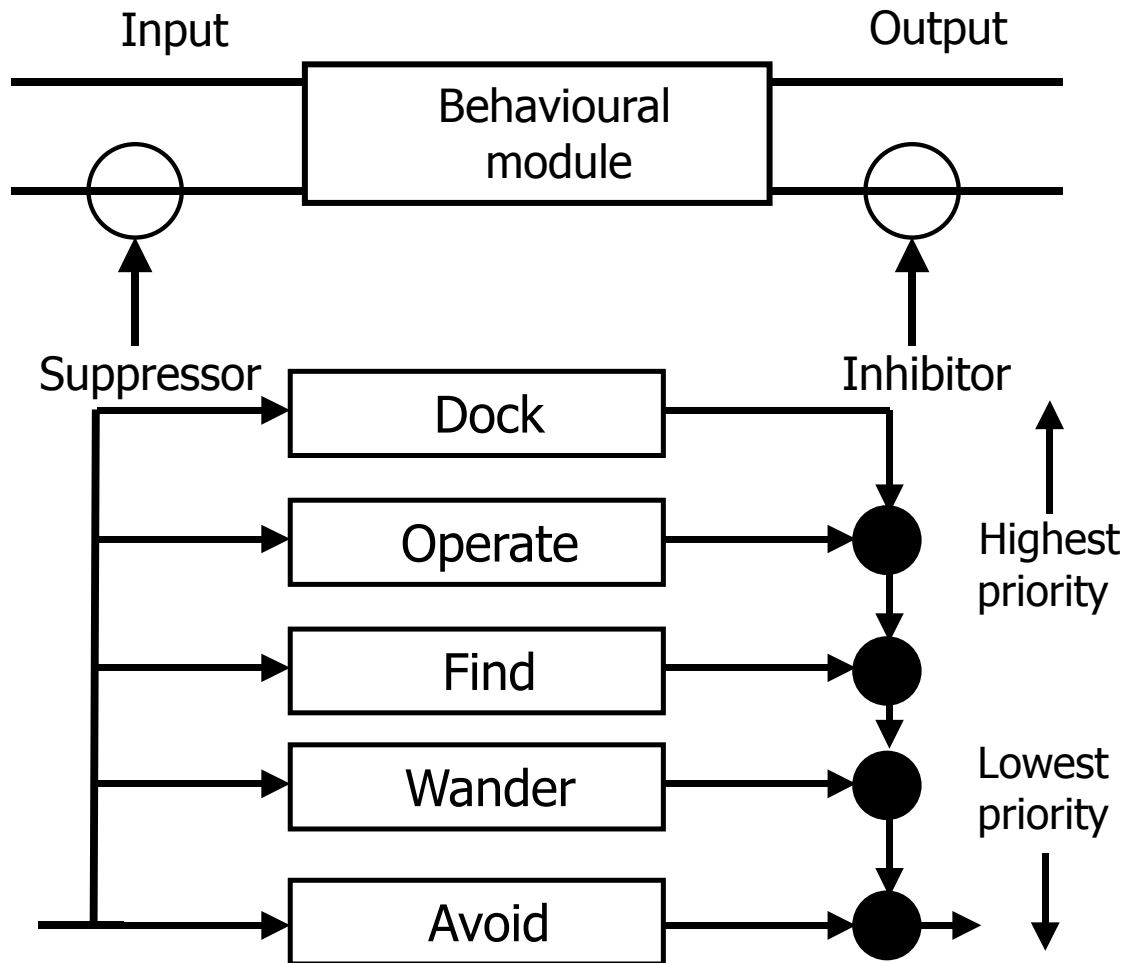 Input
Output
Behavioural
module
Suppressor
Inhibitor
Dock
Operate
Highest
priority
Find
Wander
Lowest
priority
Avoid